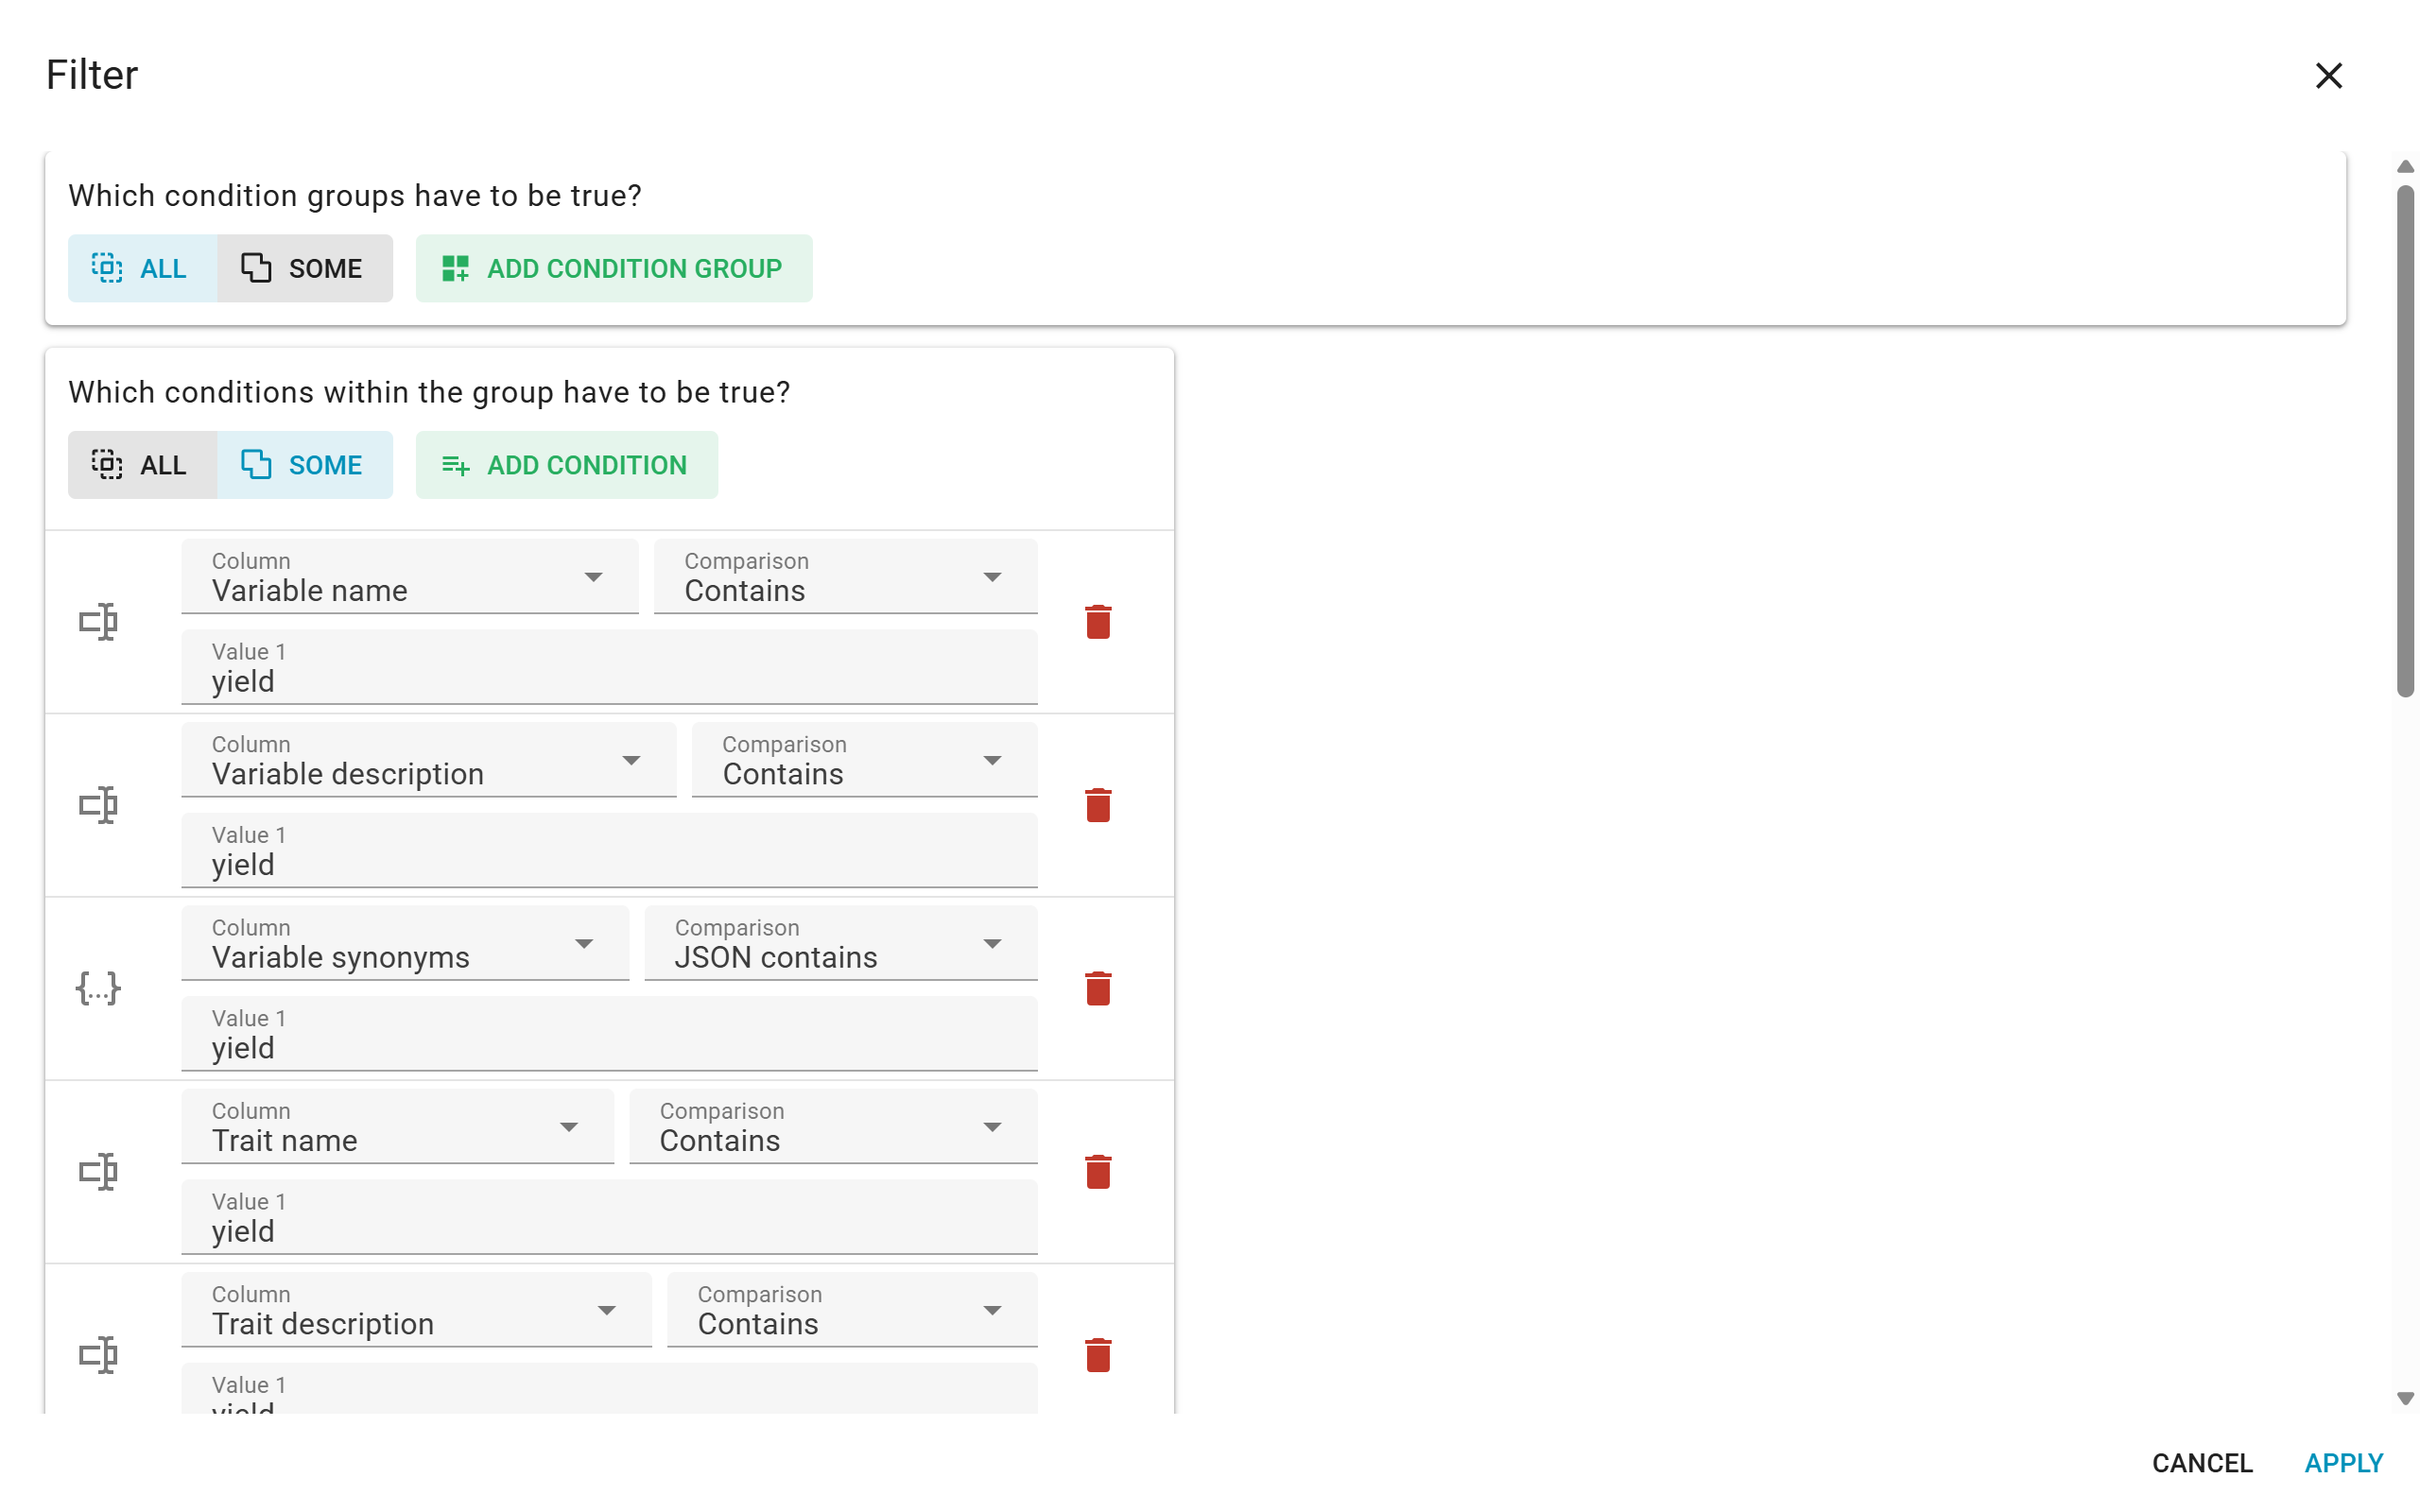 Filter
Which condition groups have to be true?
ALL SOME ADD CONDITION GROUP
Which conditions within the group have to be true?
ALL SOME ADD CONDITION
Column Comparison
Variable name Contains
Value 1
yield
Column Comparison
Variable description Contains
Value 1
yield
Column Comparison
{...} Variable synonyms JSON contains
Value 1
yield
Column Comparison
Trait name Contains
Value 1
yield
Column Comparison
Trait description Contains
Value 1
yield
CANCEL APPLY